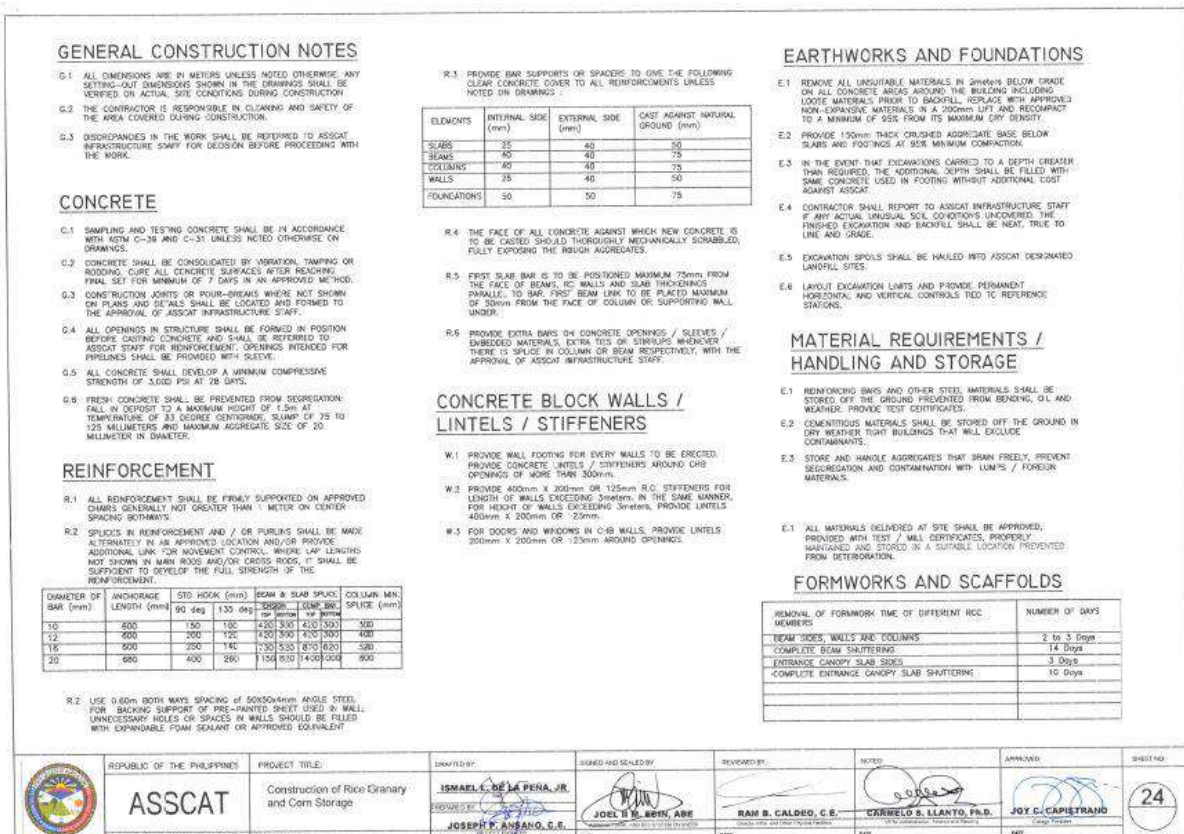 GENERAL CONSTRUCTION NOTES
G.1 ALL DIMENSIONS ARE IN METERS UNLESS NOTED OTHERWISE. ANY
SETTING-OUT DIMENSIONS SHOWN IN THE DRAWINGS SHALL BE
VERIFIED ON ACTUAL SITE CONDITIONS DURING CONSTRUCTION
G.2 THE CONTRACTOR IS RESPONSIBLE IN CLEANING AND SAFETY OF
THE AREA COVERED DURING CONSTRUCTION.
G.3 DISCREPANCIES IN THE WORK SHALL BE REFERRED TO ASSCAT
INFRASTRUCTURE STAFF FOR DECISION BEFORE PROCEEDING WITH
THE WORK.
CONCRETE
C.1 SAMPLING AND TESTING CONCRETE SHALL BE IN ACCORDANCE
WITH ASTM C-39 AND C-31 UNLESS NOTED OTHERWISE ON
DRAWINGS.
C.2 CONCRETE SHALL BE CONSOLIDATED BY VIBRATION, TAMPING OR
RODDING. CURE ALL CONCRETE SURFACES AFTER REACHING
FINAL SET FOR MINIMUM OF 7 DAYS IN AN APPROVED METHOD.
G.3 CONSTRUCTION JOINTS OR POUR-BREAKS WHERE NOT SHOWN
ON PLANS AND DETAILS SHALL BE LOCATED AND FORMED TO
THE APPROVAL OF ASSCAT INFRASTRUCTURE STAFF.
G.4 ALL OPENINGS IN STRUCTURE SHALL BE FORMED IN POSITION
BEFORE CASTING CONCRETE AND SHALL BE REFERRED TO
ASSCAT STAFF FOR REINFORCEMENT. OPENINGS INTENDED FOR
PIPELINES SHALL BE PROVIDED WITH SLEEVE.
G.5 ALL CONCRETE SHALL DEVELOP A MINIMUM COMPRESSIVE
STRENGTH OF 3,000 PSI AT 28 DAYS.
G.6 FRESH CONCRETE SHALL BE PREVENTED FROM SEGREGATION:
FALL IN DEPOSIT TO A MAXIMUM HEIGHT OF 1.5m AT
TEMPERATURE OF 33 DEGREE CENTIGRADE, SLUMP OF 75 TO
125 MILLIMETERS AND MAXIMUM AGGREGATE SIZE OF 20
MILLIMETER IN DIAMETER.
REINFORCEMENT
R.1 ALL REINFORCEMENT SHALL BE FIRMLY SUPPORTED ON APPROVED
CHAIRS GENERALLY NOT GREATER THAN 1 METER ON CENTER
SPACING BOTHWAYS.
R.2 SPLICES IN REINFORCEMENT AND / OR PURLINS SHALL BE MADE
ALTERNATELY IN AN APPROVED LOCATION AND/OR PROVIDE
ADDITIONAL LINK FOR MOVEMENT CONTROL. WHERE LAP LENGTHS
NOT SHOWN IN MAIN RODS AND/OR CROSS RODS, IT SHALL BE
SUFFICIENT TO DEVELOP THE FULL STRENGTH OF THE
REINFORCEMENT.
DIAMETER OF BAR (mm) ANCHORAGE LENGTH (mm) STD HOOK (mm) BEAM & SLAB SPLICE COLUMN MIN. SPLICE (mm)
90 deg 135 deg TENSION COMP. BAR
TOP BOTTOM TOP BOTTOM
10 600 150 100 420 300 420 300 300
12 600 200 120 420 300 420 300 400
16 600 250 140 730 530 870 620 520
20 680 400 260 1150 820 1400 1000 800
R.2 USE 0.60m BOTH WAYS SPACING of 50X50x4mm ANGLE STEEL
FOR BACKING SUPPORT OF PRE-PAINTED SHEET USED IN WALL;
UNNECESSARY HOLES OR SPACES IN WALLS SHOULD BE FILLED
WITH EXPANDABLE FOAM SEALANT OR APPROVED EQUIVALENT
R.3 PROVIDE BAR SUPPORTS OR SPACERS TO GIVE THE FOLLOWING
CLEAR CONCRETE COVER TO ALL REINFORCEMENTS UNLESS
NOTED ON DRAWINGS :
ELEMENTS INTERNAL SIDE (mm) EXTERNAL SIDE (mm) CAST AGAINST NATURAL GROUND (mm)
SLABS 25 40 50
BEAMS 40 40 75
COLUMNS 40 40 75
WALLS 25 40 50
FOUNDATIONS 50 50 75
R.4 THE FACE OF ALL CONCRETE AGAINST WHICH NEW CONCRETE IS
TO BE CASTED SHOULD THOROUGHLY MECHANICALLY SCRABBLED,
FULLY EXPOSING THE ROUGH AGGREGATES.
R.5 FIRST SLAB BAR IS TO BE POSITIONED MAXIMUM 75mm FROM
THE FACE OF BEAMS, RC WALLS AND SLAB THICKENINGS
PARALLEL TO BAR. FIRST BEAM LINK TO BE PLACED MAXIMUM
OF 50mm FROM THE FACE OF COLUMN OR SUPPORTING WALL
UNDER.
R.6 PROVIDE EXTRA BARS ON CONCRETE OPENINGS / SLEEVES /
EMBEDDED MATERIALS, EXTRA TIES OR STIRRUPS WHENEVER
THERE IS SPLICE IN COLUMN OR BEAM RESPECTIVELY, WITH THE
APPROVAL OF ASSCAT INFRASTRUCTURE STAFF.
CONCRETE BLOCK WALLS /
LINTELS / STIFFENERS
W.1 PROVIDE WALL FOOTING FOR EVERY WALLS TO BE ERECTED.
PROVIDE CONCRETE LINTELS / STIFFENERS AROUND CHB
OPENINGS OF MORE THAN 300mm.
W.2 PROVIDE 400mm X 200mm OR 125mm R.C. STIFFENERS FOR
LENGTH OF WALLS EXCEEDING 3meters. IN THE SAME MANNER,
FOR HEIGHT OF WALLS EXCEEDING 3meters, PROVIDE LINTELS
400mm X 200mm OR 125mm.
W.3 FOR DOORS AND WINDOWS IN CHB WALLS, PROVIDE LINTELS
200mm X 200mm OR 125mm AROUND OPENINGS.
EARTHWORKS AND FOUNDATIONS
E.1 REMOVE ALL UNSUITABLE MATERIALS IN 2meters BELOW GRADE
ON ALL CONCRETE AREAS AROUND THE BUILDING INCLUDING
LOOSE MATERIALS PRIOR TO BACKFILL, REPLACE WITH APPROVED
NON-EXPANSIVE MATERIALS IN A 200mm LIFT AND RECOMPACT
TO A MINIMUM OF 95% FROM ITS MAXIMUM DRY DENSITY.
E.2 PROVIDE 150mm THICK CRUSHED AGGREGATE BASE BELOW
SLABS AND FOOTINGS AT 95% MINIMUM COMPACTION.
E.3 IN THE EVENT THAT EXCAVATIONS CARRIED TO A DEPTH GREATER
THAN REQUIRED, THE ADDITIONAL DEPTH SHALL BE FILLED WITH
SAME CONCRETE USED IN FOOTING WITHOUT ADDITIONAL COST
AGAINST ASSCAT.
E.4 CONTRACTOR SHALL REPORT TO ASSCAT INFRASTRUCTURE STAFF
IF ANY ACTUAL UNUSUAL SOIL CONDITIONS UNCOVERED. THE
FINISHED EXCAVATION AND BACKFILL SHALL BE NEAT, TRUE TO
LINE AND GRADE.
E.5 EXCAVATION SPOILS SHALL BE HAULED INTO ASSCAT DESIGNATED
LANDFILL SITES.
E.6 LAYOUT EXCAVATION LIMITS AND PROVIDE PERMANENT
HORIZONTAL AND VERTICAL CONTROLS TIED TO REFERENCE
STATIONS.
MATERIAL REQUIREMENTS /
HANDLING AND STORAGE
E.1 REINFORCING BARS AND OTHER STEEL MATERIALS SHALL BE
STORED OFF THE GROUND PREVENTED FROM BENDING, OIL AND
WEATHER. PROVIDE TEST CERTIFICATES.
E.2 CEMENTITIOUS MATERIALS SHALL BE STORED OFF THE GROUND IN
DRY WEATHER TIGHT BUILDINGS THAT WILL EXCLUDE
CONTAMINANTS.
E.3 STORE AND HANDLE AGGREGATES THAT DRAIN FREELY, PREVENT
SEGGREGATION AND CONTAMINATION WITH LUMPS / FOREIGN
MATERIALS.
E.1 ALL MATERIALS DELIVERED AT SITE SHALL BE APPROVED,
PROVIDED WITH TEST / MILL CERTIFICATES, PROPERLY
MAINTAINED AND STORED IN A SUITABLE LOCATION PREVENTED
FROM DETERIORATION.
FORMWORKS AND SCAFFOLDS
REMOVAL OF FORMWORK TIME OF DIFFERENT RCC MEMBERS NUMBER OF DAYS
BEAM SIDES, WALLS AND COLUMNS 2 to 3 Days
COMPLETE BEAM SHUTTERING 14 Days
ENTRANCE CANOPY SLAB SIDES 3 Days
COMPLETE ENTRANCE CANOPY SLAB SHUTTERING 10 Days
REPUBLIC OF THE PHILIPPINES
ASSCAT
PROJECT TITLE:
Construction of Rice Granary
and Corn Storage
DRAFTED BY:
ISMAEL L. DE LA PEÑA, JR
PREPARED BY:
JOSEPH P. ANSANO, C.E.
SIGNED AND SEALED BY
JOEL II M. EBIN, ABE
REVIEWED BY:
RAM B. CALDEO, C.E.
NOTED:
CARMELO S. LLANTO, Ph.D.
APPROVED:
JOY C. CAPISTRANO
College President
SHEET NO
24